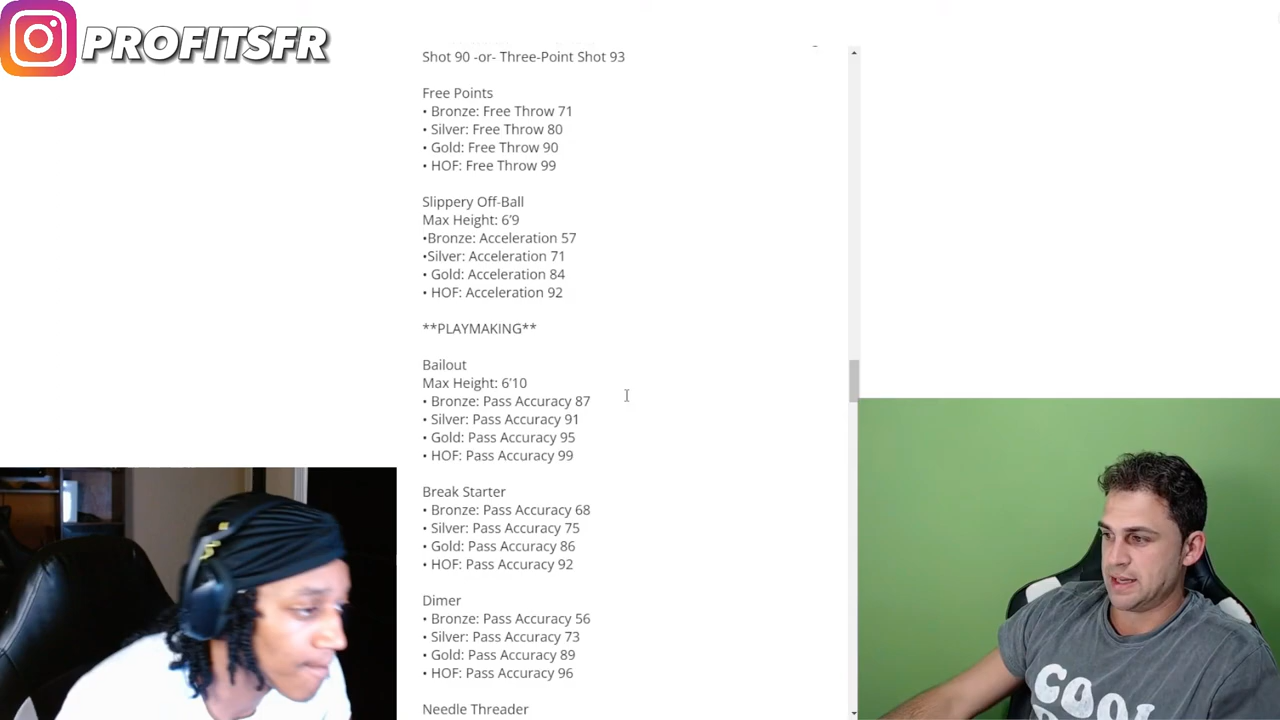 PROFITSFR
Shot 90 -or- Three-Point Shot 93
Free Points
• Bronze: Free Throw 71
• Silver: Free Throw 80
• Gold: Free Throw 90
• HOF: Free Throw 99
Slippery Off-Ball
Max Height: 6'9
•Bronze: Acceleration 57
•Silver: Acceleration 71
• Gold: Acceleration 84
• HOF: Acceleration 92
**PLAYMAKING**
Bailout
Max Height: 6'10
• Bronze: Pass Accuracy 87
• Silver: Pass Accuracy 91
• Gold: Pass Accuracy 95
• HOF: Pass Accuracy 99
Break Starter
• Bronze: Pass Accuracy 68
• Silver: Pass Accuracy 75
• Gold: Pass Accuracy 86
• HOF: Pass Accuracy 92
Dimer
• Bronze: Pass Accuracy 56
• Silver: Pass Accuracy 73
• Gold: Pass Accuracy 89
• HOF: Pass Accuracy 96
Needle Threader
COOL